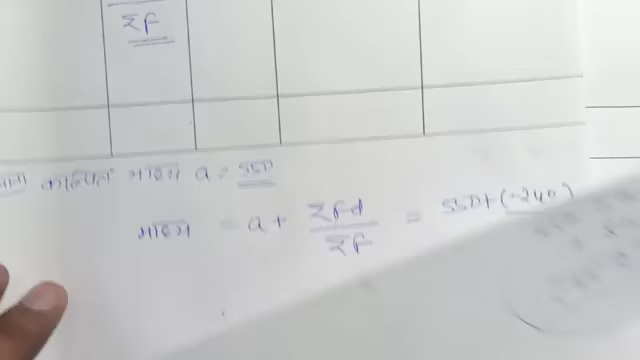 Σf
माना कल्पित माध्य a = 550
माध्य = a + Σfd / Σf = 550 + (-240)